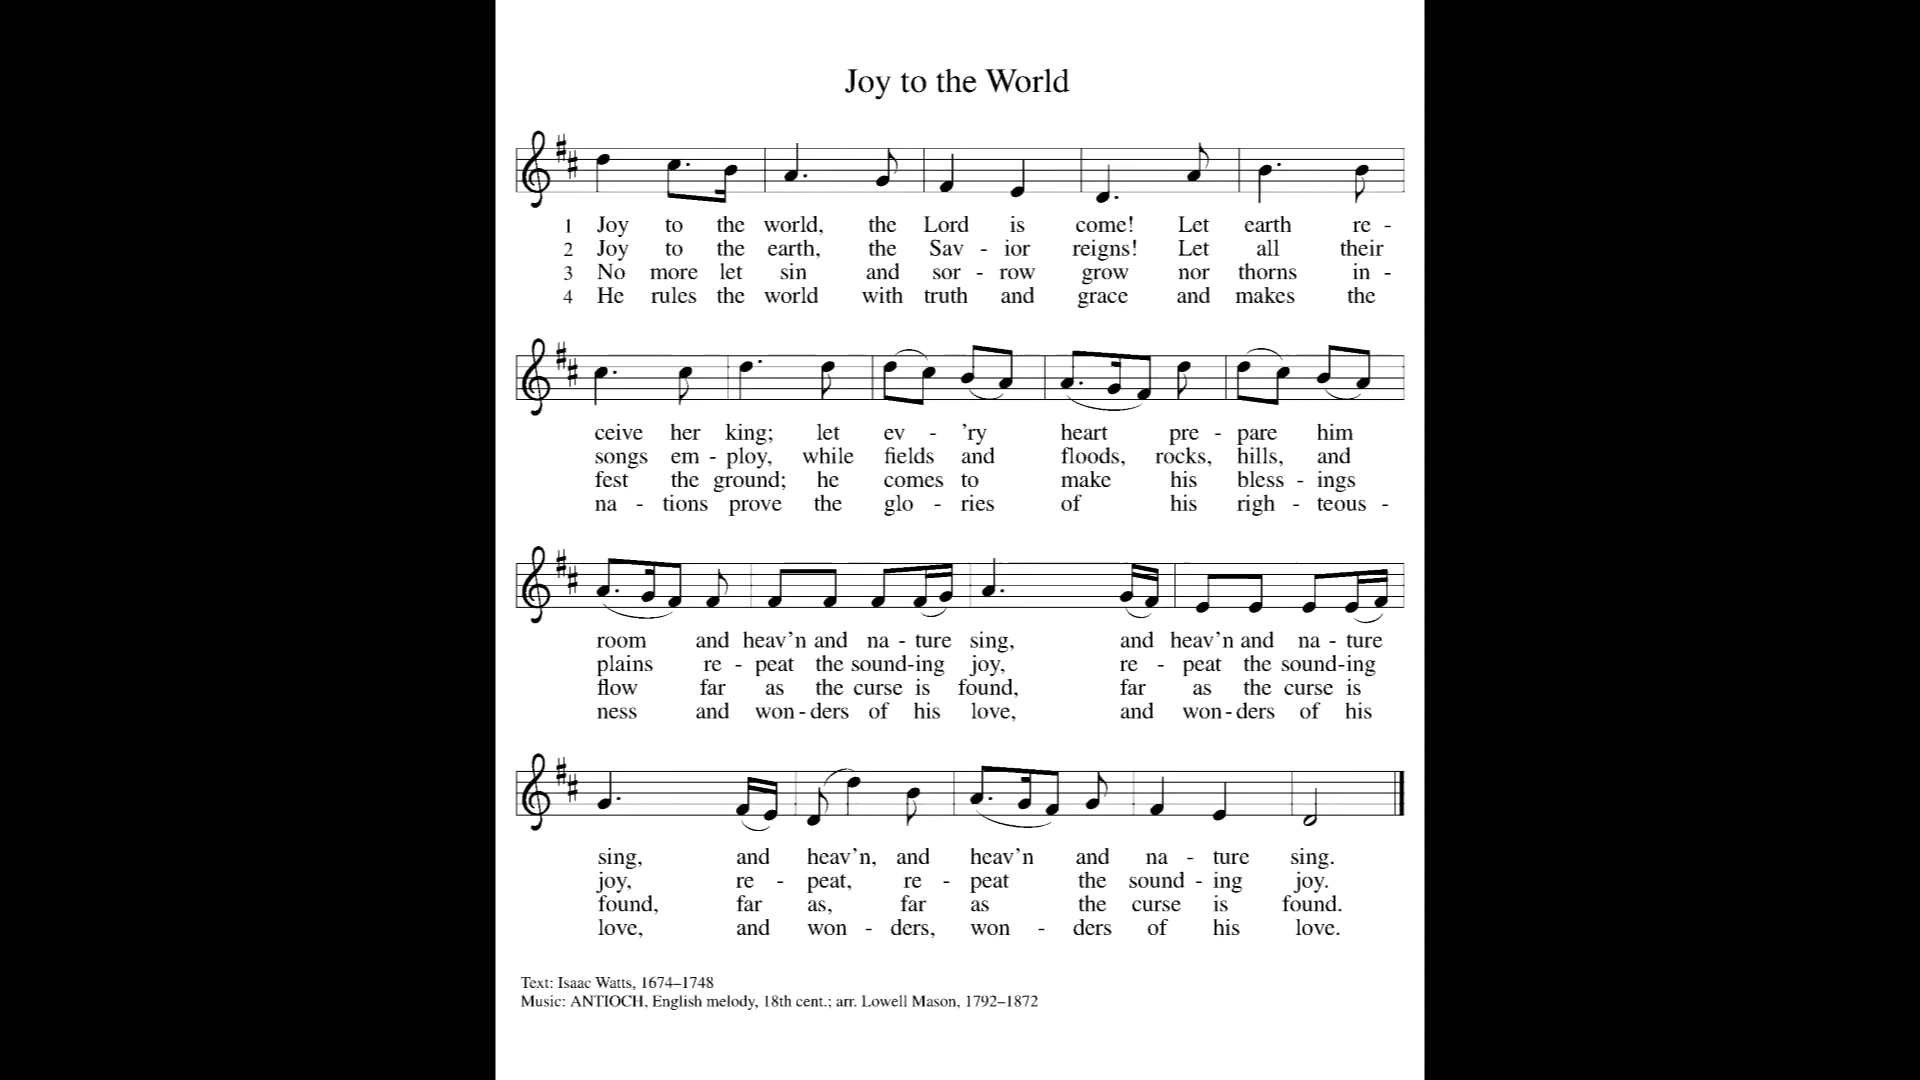 Joy to the World
1 Joy to the world, the Lord is come! Let earth re -
2 Joy to the earth, the Sav - ior reigns! Let all their
3 No more let sin and sor - row grow nor thorns in -
4 He rules the world with truth and grace and makes the
ceive her king; let ev - 'ry heart pre - pare him
songs em - ploy, while fields and floods, rocks, hills, and
fest the ground; he comes to make his bless - ings
na - tions prove the glo - ries of his righ - teous -
room and heav'n and na - ture sing, and heav'n and na - ture
plains re - peat the sound-ing joy, re - peat the sound-ing
flow far as the curse is found, far as the curse is
ness and won - ders of his love, and won - ders of his
sing, and heav'n, and heav'n and na - ture sing.
joy, re - peat, re - peat the sound - ing joy.
found, far as, far as the curse is found.
love, and won - ders, won - ders of his love.
Text: Isaac Watts, 1674–1748
Music: ANTIOCH, English melody, 18th cent.; arr. Lowell Mason, 1792–1872